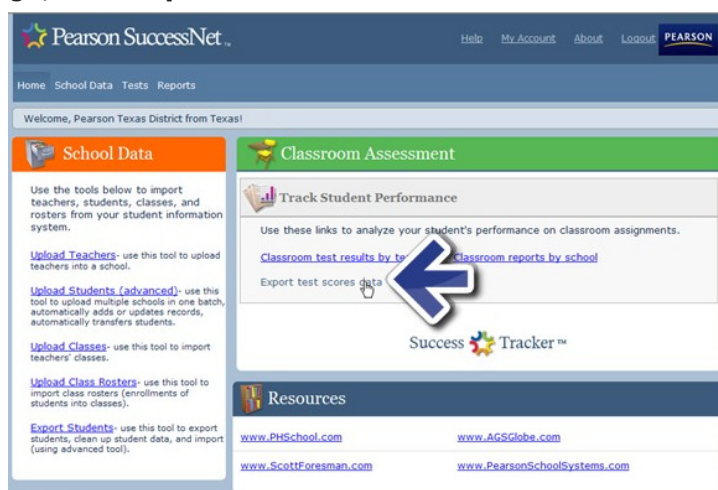 Pearson SuccessNet™
Help My Account About Logout PEARSON
Home School Data Tests Reports
Welcome, Pearson Texas District from Texas!
School Data
Use the tools below to import
teachers, students, classes, and
rosters from your student information
system.
Upload Teachers- use this tool to upload
teachers into a school.
Upload Students (advanced)- use this
tool to upload multiple schools in one batch,
automatically adds or updates records,
automatically transfers students.
Upload Classes- use this tool to import
teachers' classes.
Upload Class Rosters- use this tool to
import class rosters (enrollments of
students into classes).
Export Students- use this tool to export
students, clean up student data, and import
(using advanced tool).
Classroom Assessment
Track Student Performance
Use these links to analyze your student's performance on classroom assignments.
Classroom test results by Classroom reports by school
Export test scores data
Success Tracker™
Resources
www.PHSchool.com www.AGSGlobe.com
www.ScottForesman.com www.PearsonSchoolSystems.com